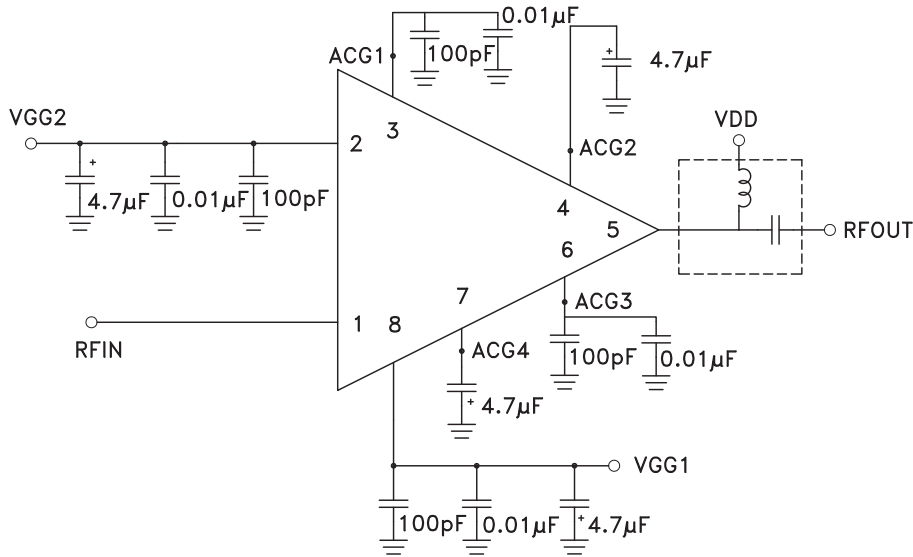 0.01µF
ACG1
100pF
4.7µF
VGG2
2
3
ACG2
VDD
4.7µF
0.01µF
100pF
4
5
RFOUT
6
7
ACG3
RFIN
1
8
ACG4
100pF
0.01µF
+
4.7µF
VGG1
100pF
0.01µF
+
4.7µF
+
+